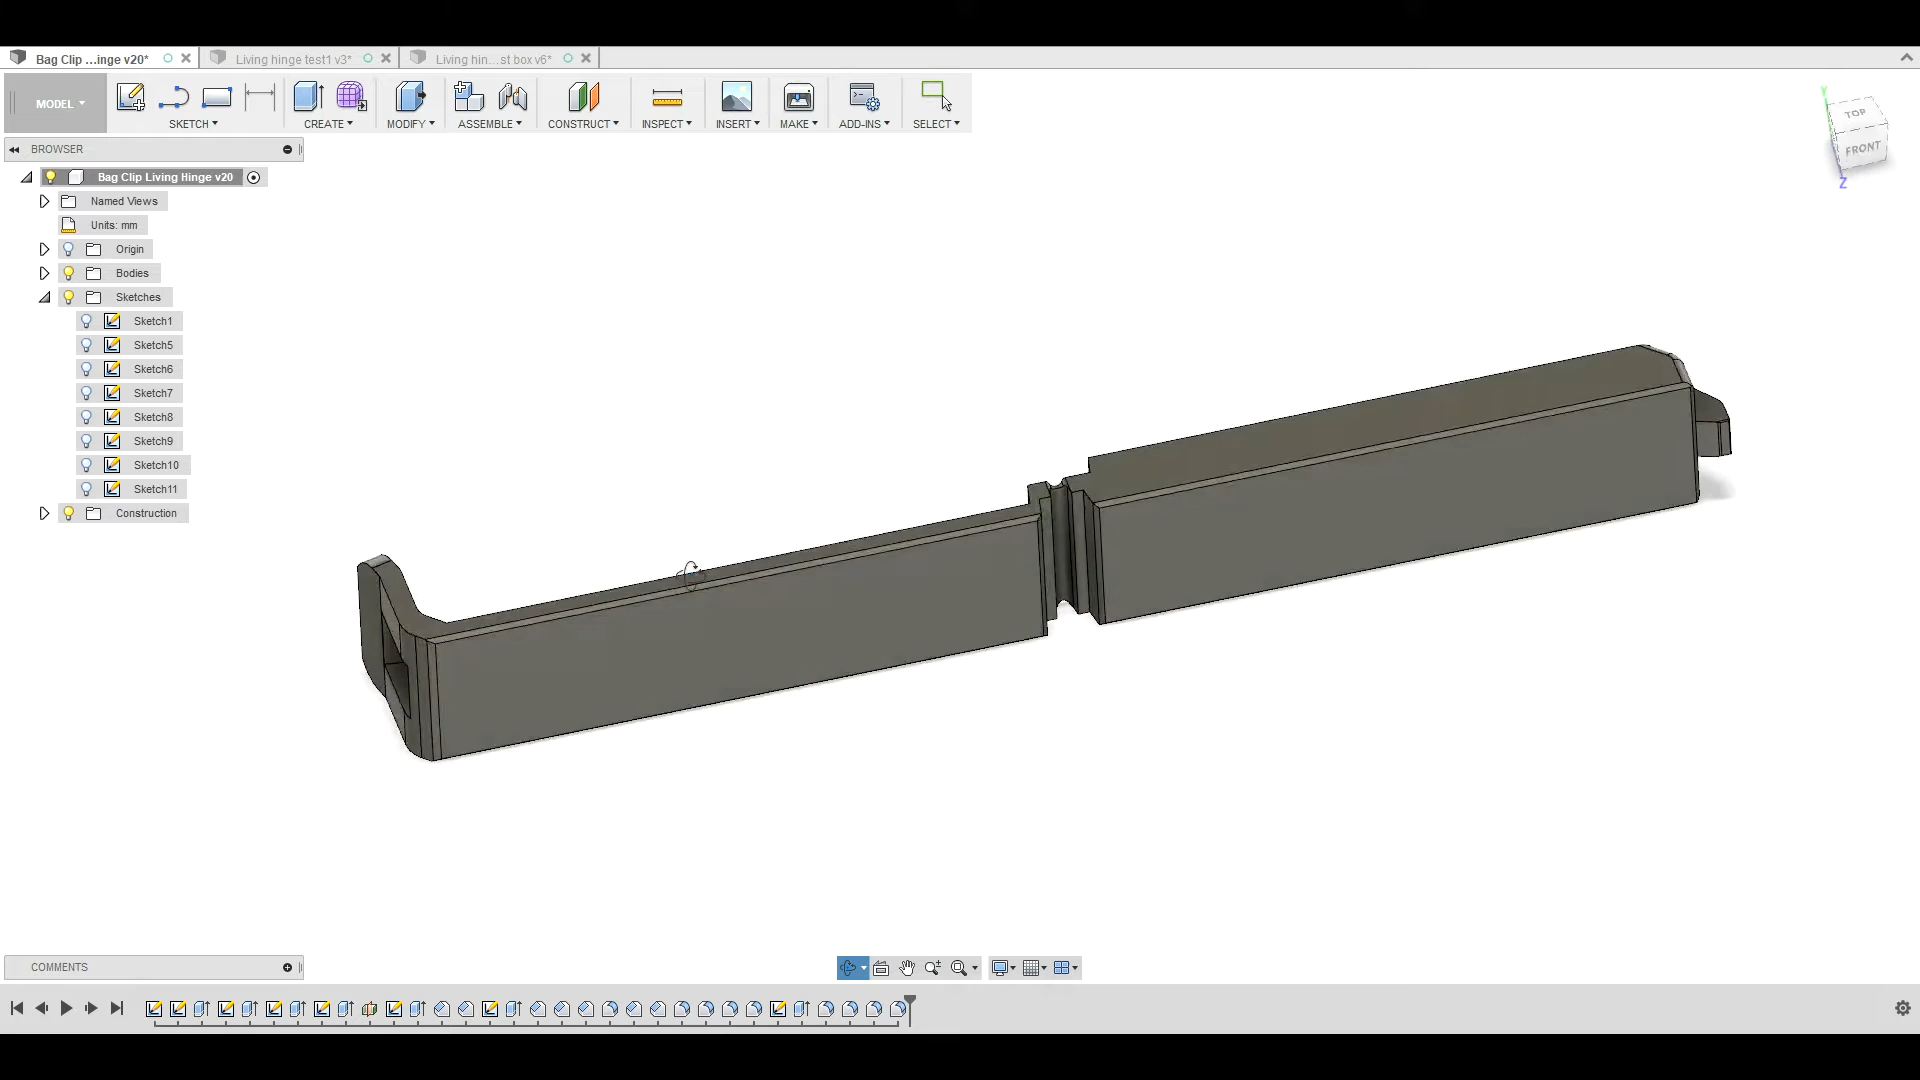 Bag Clip ...inge v20*
Living hinge test1 v3*
Living hin...st box v6*
MODEL
SKETCH
CREATE
MODIFY
ASSEMBLE
CONSTRUCT
INSPECT
INSERT
MAKE
ADD-INS
SELECT
TOP
FRONT
Y
Z
BROWSER
Bag Clip Living Hinge v20
Named Views
Units: mm
Origin
Bodies
Sketches
Sketch1
Sketch5
Sketch6
Sketch7
Sketch8
Sketch9
Sketch10
Sketch11
Construction
COMMENTS